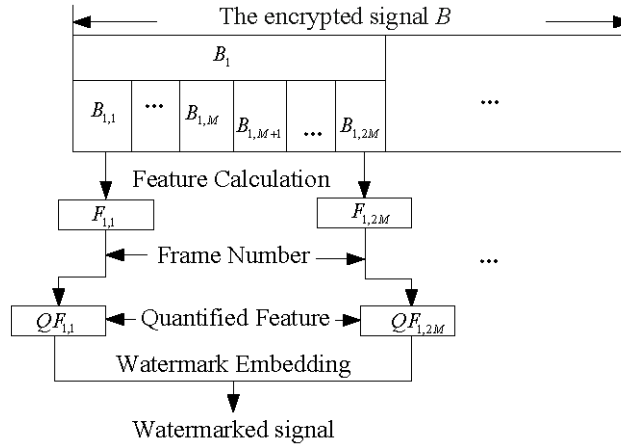 The encrypted signal B
B₁
...
B₁,₁ ... B₁,M B₁,M+1 ... B₁,2M
Feature Calculation
F₁,₁ F₁,2M
Frame Number ...
QF₁,₁ Quantified Feature QF₁,2M
Watermark Embedding
Watermarked signal